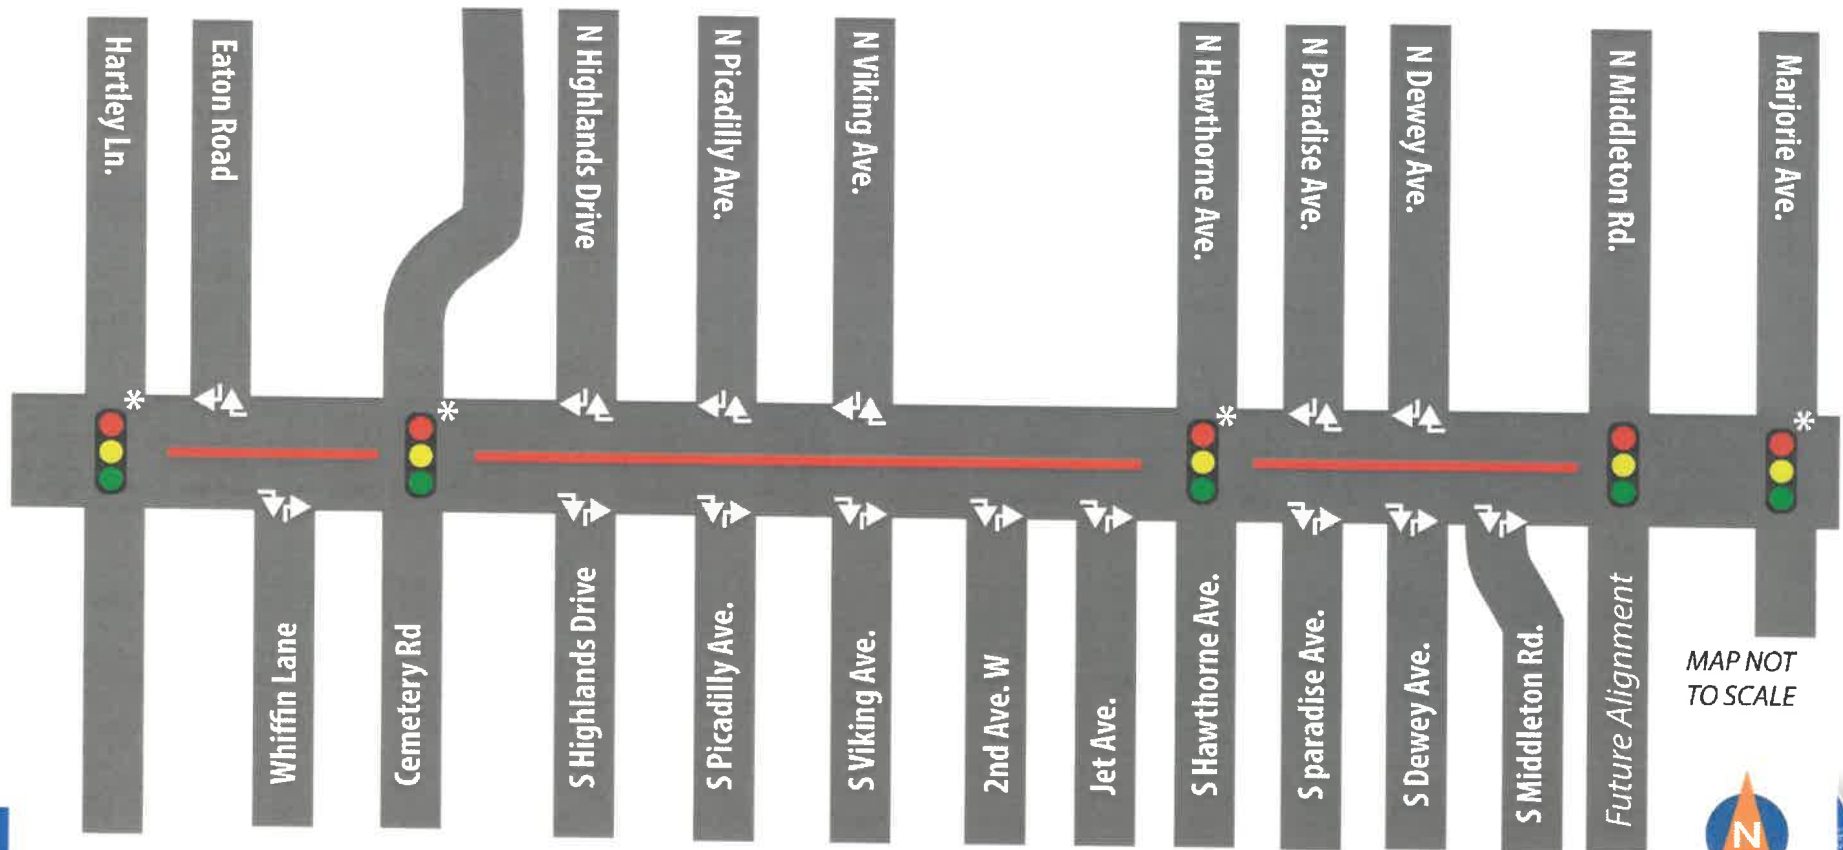 Hartley Ln.
Eaton Road
N Highlands Drive
N Picadilly Ave.
N Viking Ave.
N Hawthorne Ave.
N Paradise Ave.
N Dewey Ave.
N Middleton Rd.
Marjorie Ave.
*
*
*
*
Whiffin Lane
Cemetery Rd
S Highlands Drive
S Picadilly Ave.
S Viking Ave.
2nd Ave. W
Jet Ave.
S Hawthorne Ave.
S paradise Ave.
S Dewey Ave.
S Middleton Rd.
Future Alignment
MAP NOT
TO SCALE
N